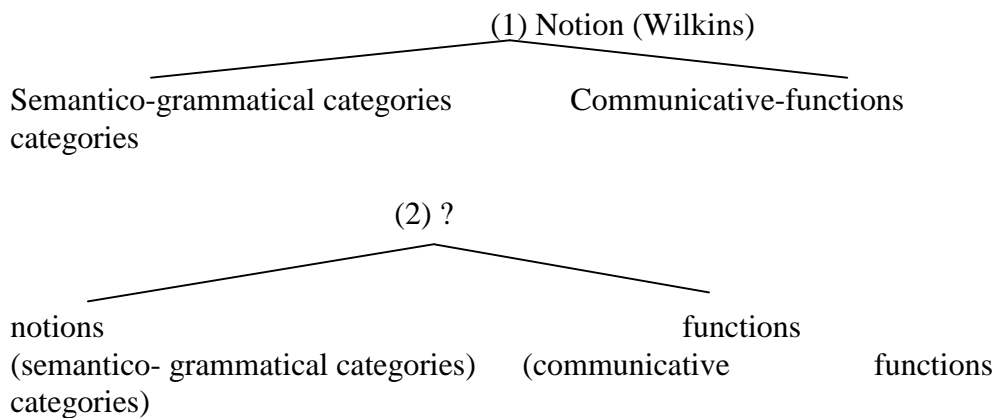 (1) Notion (Wilkins)
Semantico-grammatical categories Communicative-functions
categories
(2) ?
notions functions
(semantico- grammatical categories) (communicative functions
categories)